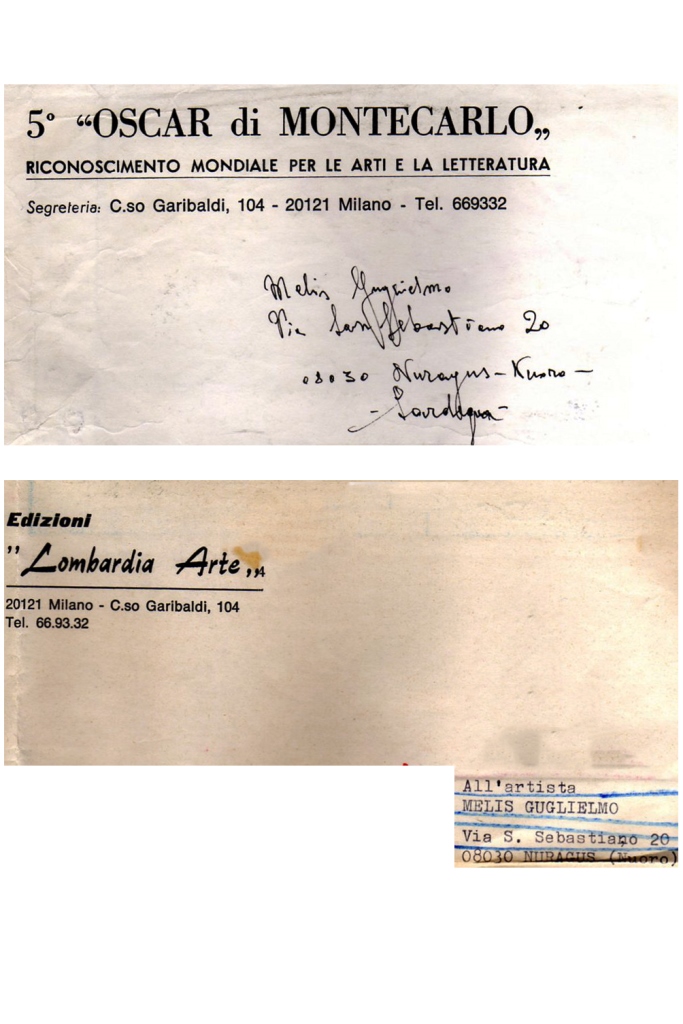 5º “OSCAR di MONTECARLO„
RICONOSCIMENTO MONDIALE PER LE ARTI E LA LETTERATURA
Segreteria: C.so Garibaldi, 104 - 20121 Milano - Tel. 669332
Melis Guglielmo
Via San Sebastiano 20
08030 Nuragus - Nuoro -
- Sardegna -
Edizioni
"Lombardia Arte„
20121 Milano - C.so Garibaldi, 104
Tel. 66.93.32
All'artista
MELIS GUGLIELMO
Via S. Sebastiano 20
08030 NURAGUS (Nuoro)